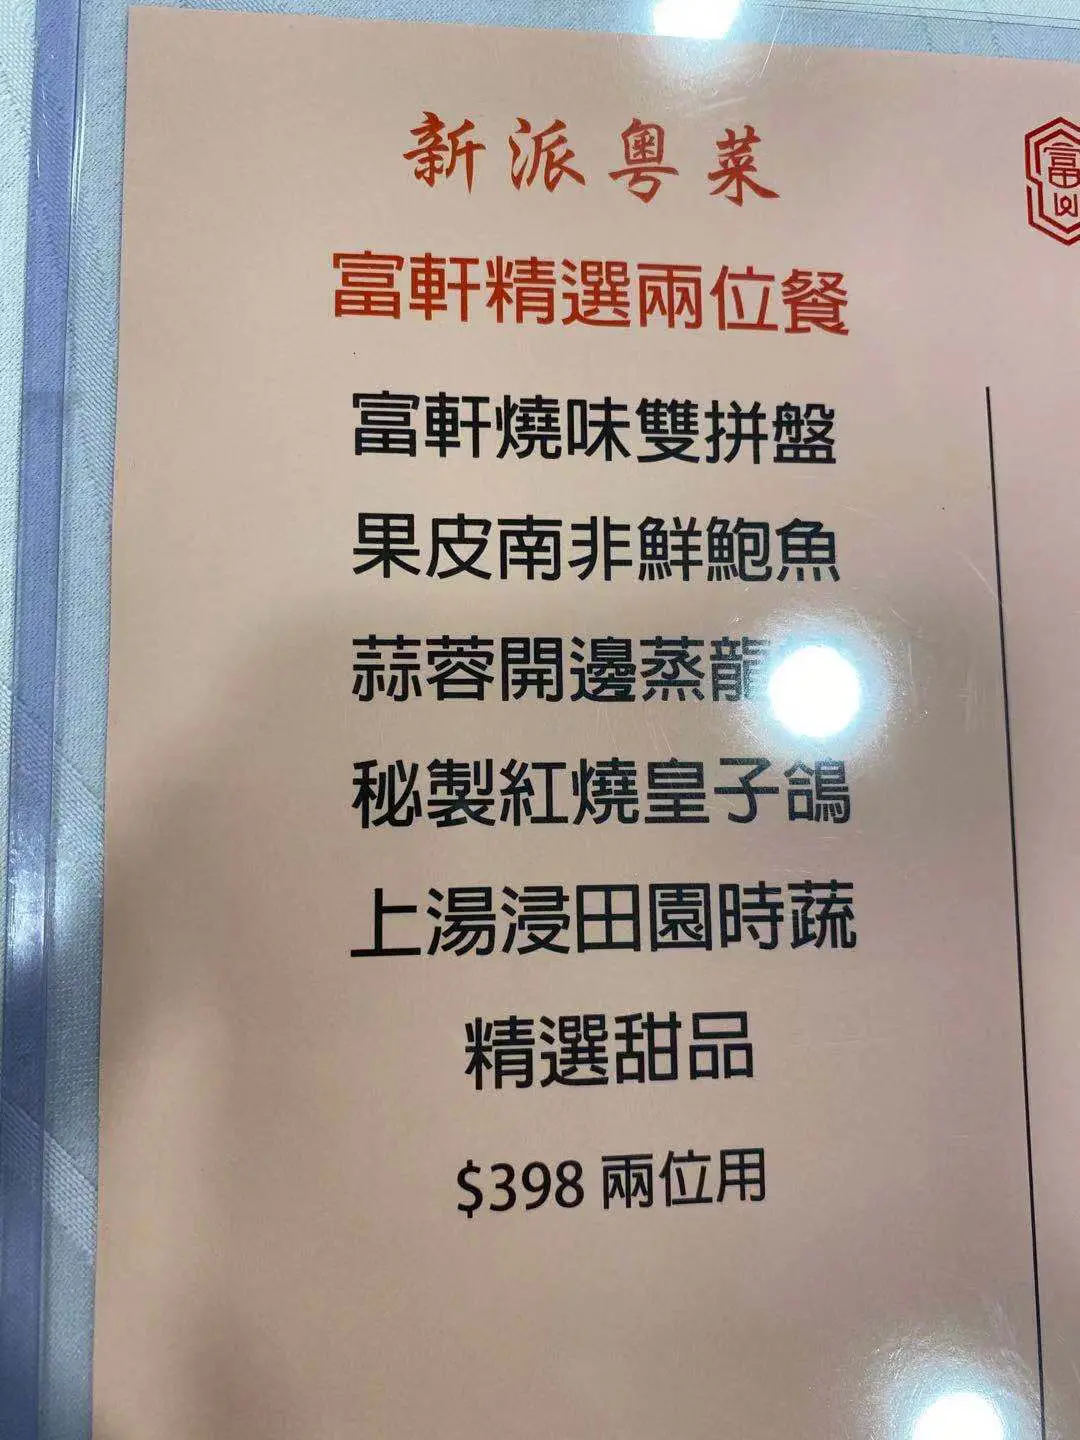 新派粵菜
富軒精選兩位餐
富軒燒味雙拼盤
果皮南非鮮鮑魚
蒜蓉開邊蒸龍
秘製紅燒皇子鴿
上湯浸田園時蔬
精選甜品
$398 兩位用